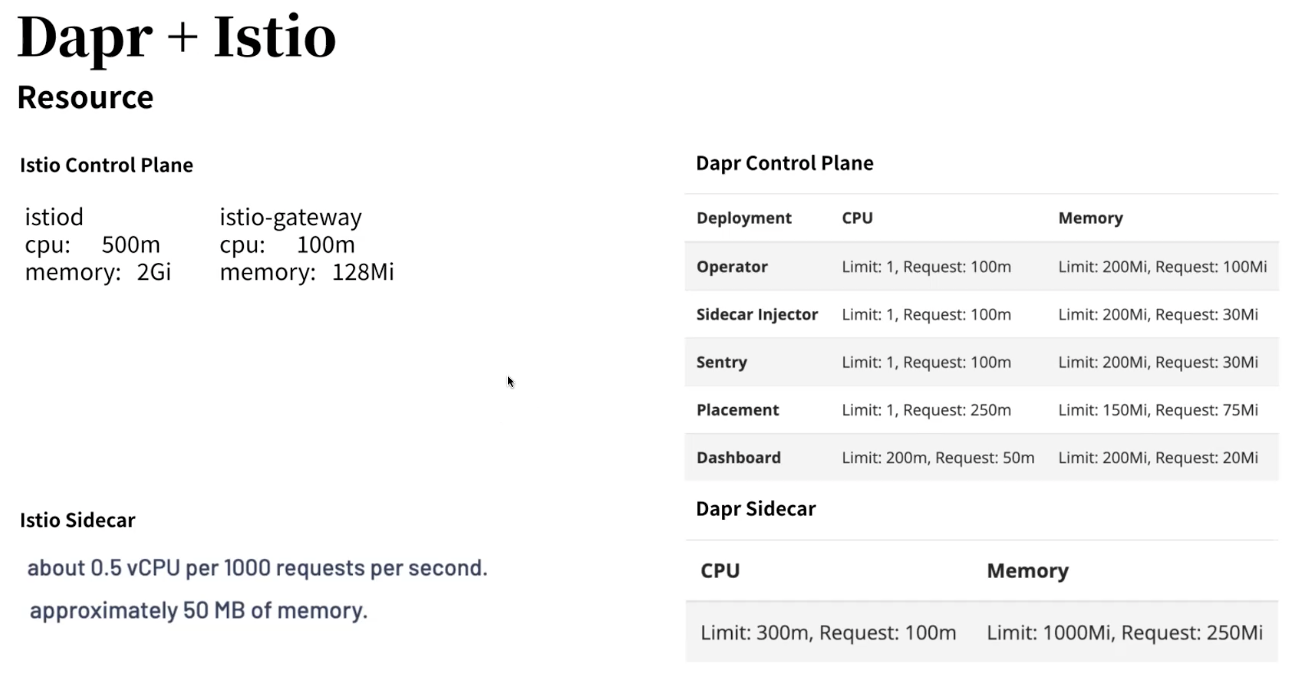 Dapr + Istio
Resource
Istio Control Plane
istiod istio-gateway
cpu: 500m cpu: 100m
memory: 2Gi memory: 128Mi
Istio Sidecar
about 0.5 vCPU per 1000 requests per second.
approximately 50 MB of memory.
Dapr Control Plane
Deployment CPU Memory
Operator Limit: 1, Request: 100m Limit: 200Mi, Request: 100Mi
Sidecar Injector Limit: 1, Request: 100m Limit: 200Mi, Request: 30Mi
Sentry Limit: 1, Request: 100m Limit: 200Mi, Request: 30Mi
Placement Limit: 1, Request: 250m Limit: 150Mi, Request: 75Mi
Dashboard Limit: 200m, Request: 50m Limit: 200Mi, Request: 20Mi
Dapr Sidecar
CPU Memory
Limit: 300m, Request: 100m Limit: 1000Mi, Request: 250Mi